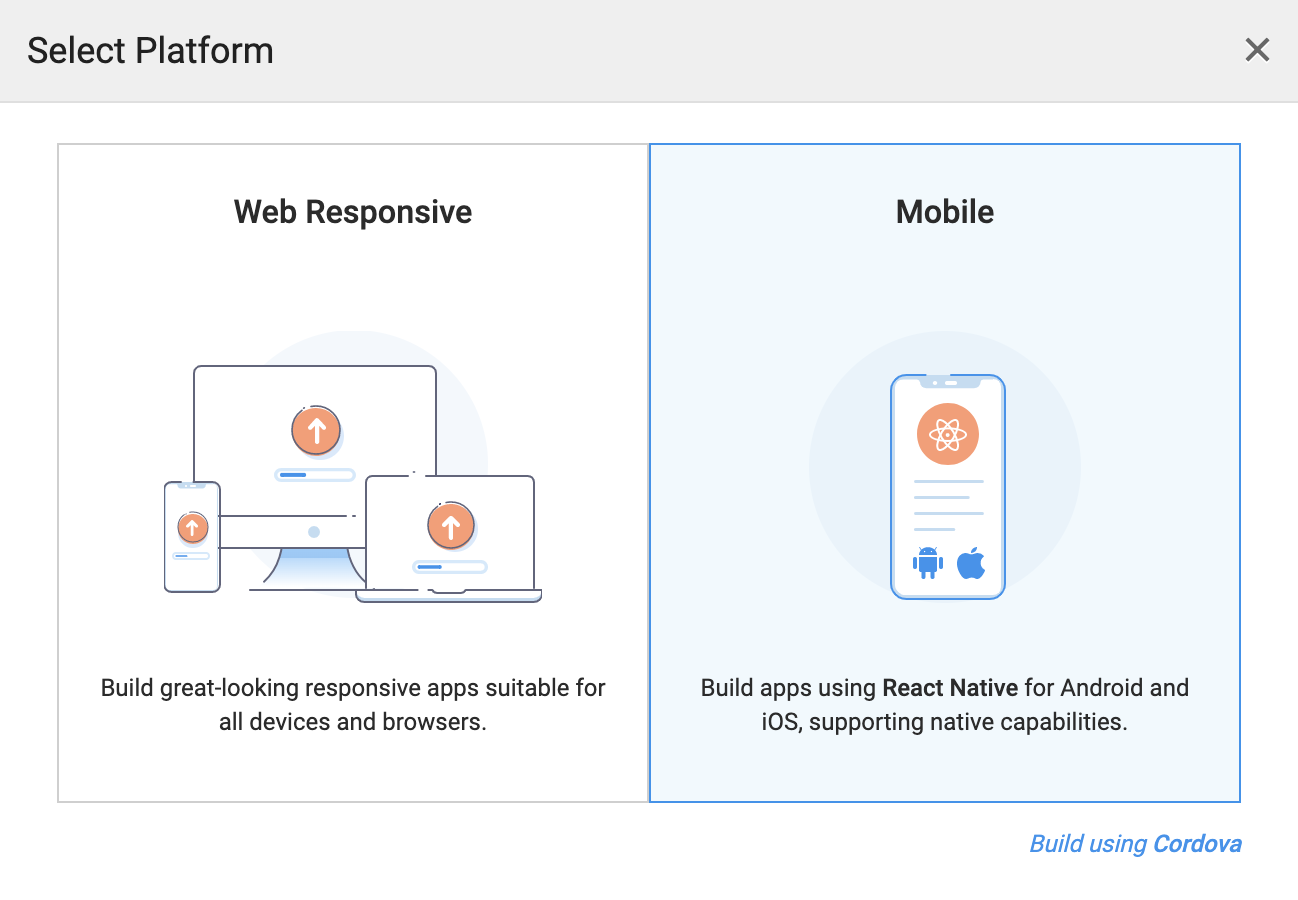 Select Platform
Web Responsive
Build great-looking responsive apps suitable for
all devices and browsers.
Mobile
Build apps using React Native for Android and
iOS, supporting native capabilities.
Build using Cordova